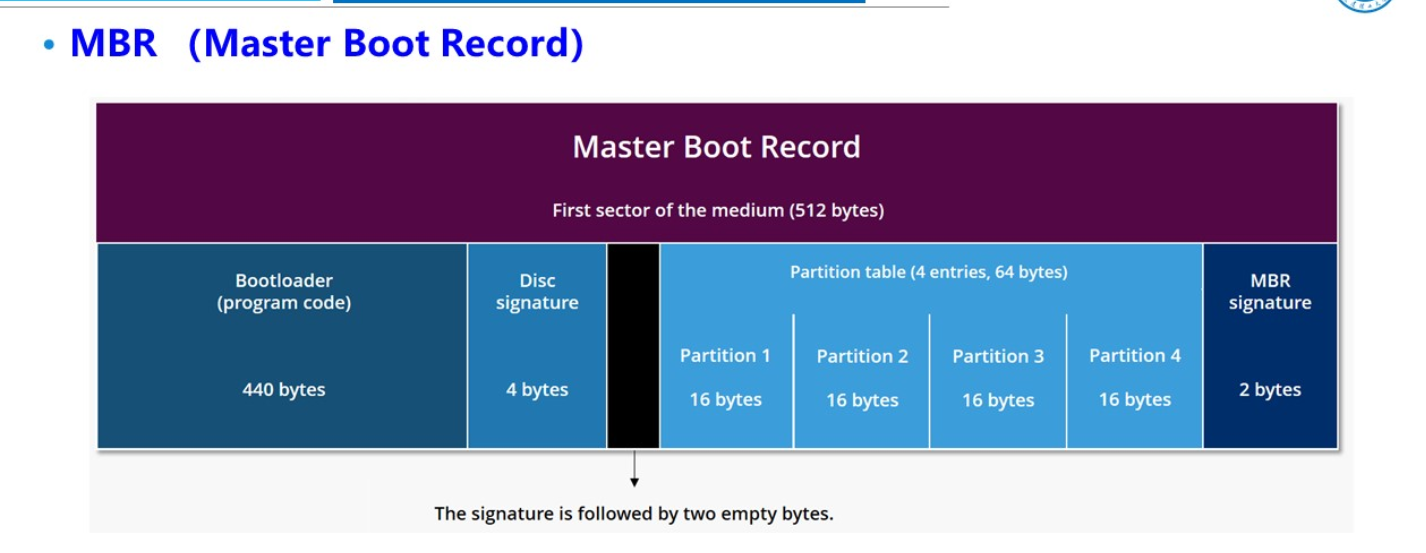 • MBR (Master Boot Record)
Master Boot Record
First sector of the medium (512 bytes)
Bootloader
(program code)
440 bytes
Disc
signature
4 bytes
Partition table (4 entries, 64 bytes)
Partition 1
16 bytes
Partition 2
16 bytes
Partition 3
16 bytes
Partition 4
16 bytes
MBR
signature
2 bytes
The signature is followed by two empty bytes.